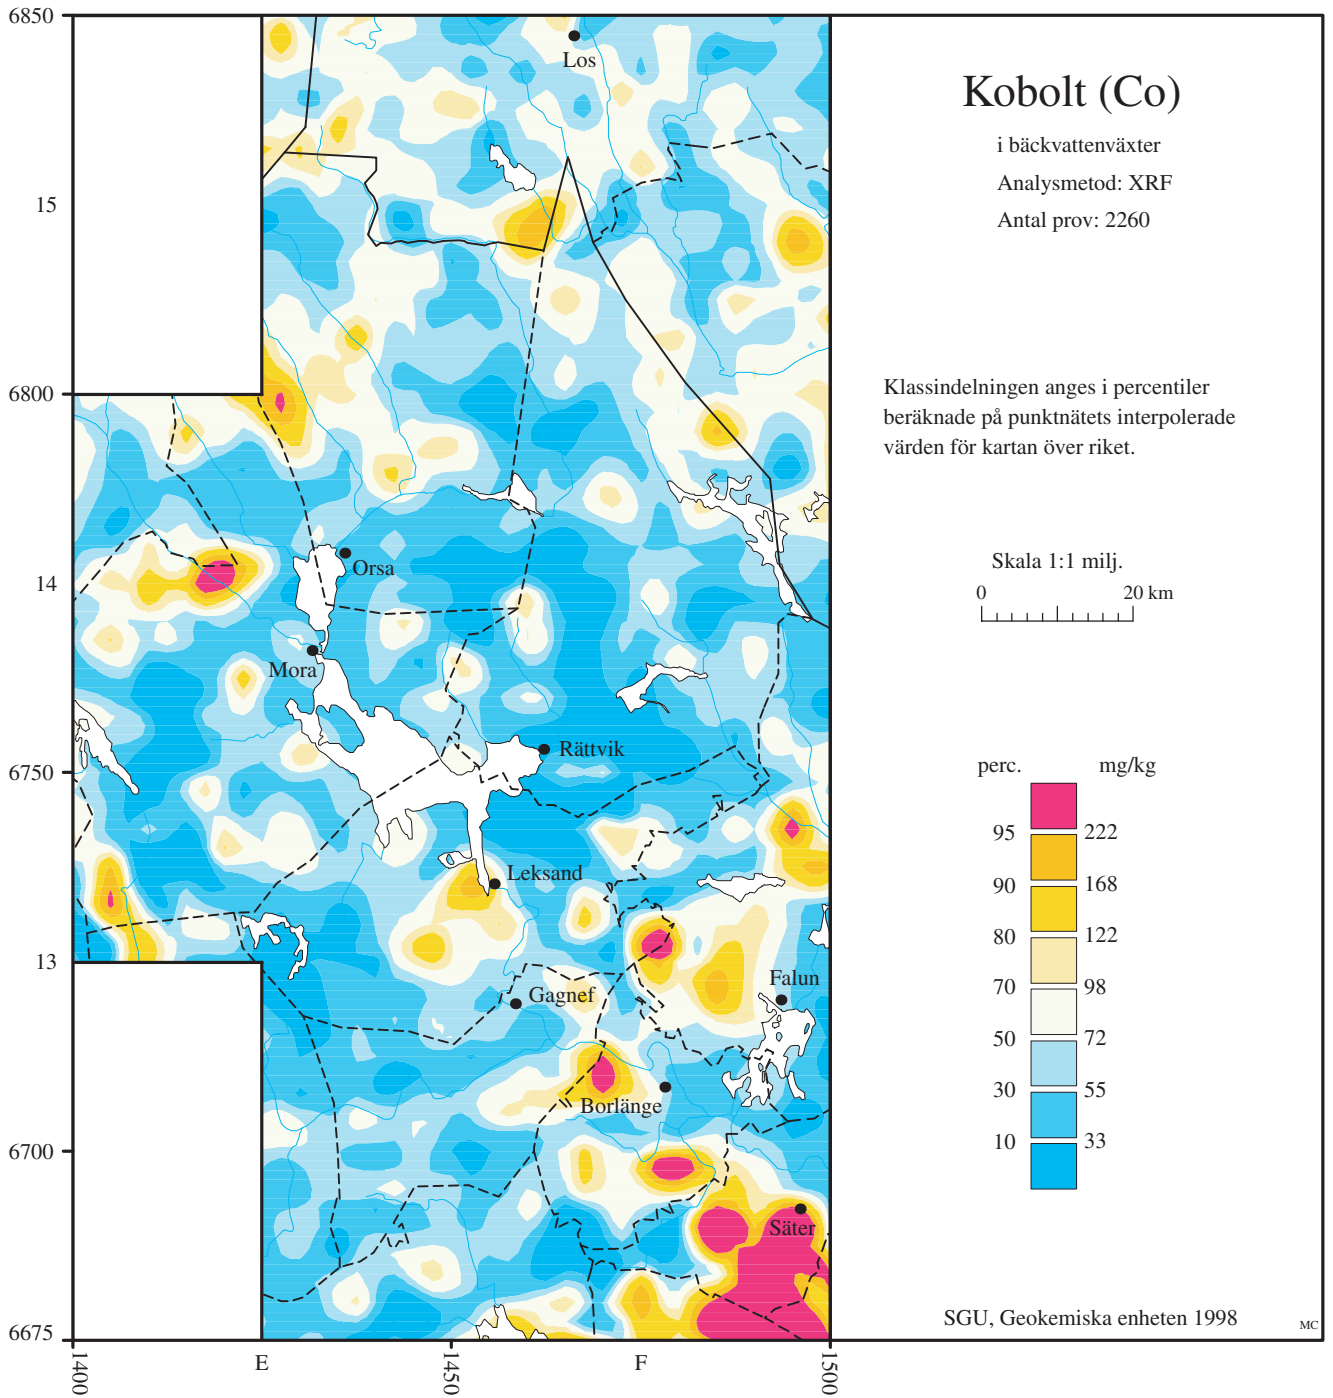 6850
15
6800
14
6750
13
6700
6675
1400
E
1450
F
1500
Los
Orsa
Mora
Rättvik
Leksand
Gagnef
Falun
Borlänge
Säter
Kobolt (Co)
i bäckvattenväxter
Analysmetod: XRF
Antal prov: 2260
Klassindelningen anges i percentiler
beräknade på punktnätets interpolerade
värden för kartan över riket.
Skala 1:1 milj.
0 20 km
perc. mg/kg
95 222
90 168
80 122
70 98
50 72
30 55
10 33
SGU, Geokemiska enheten 1998
MC